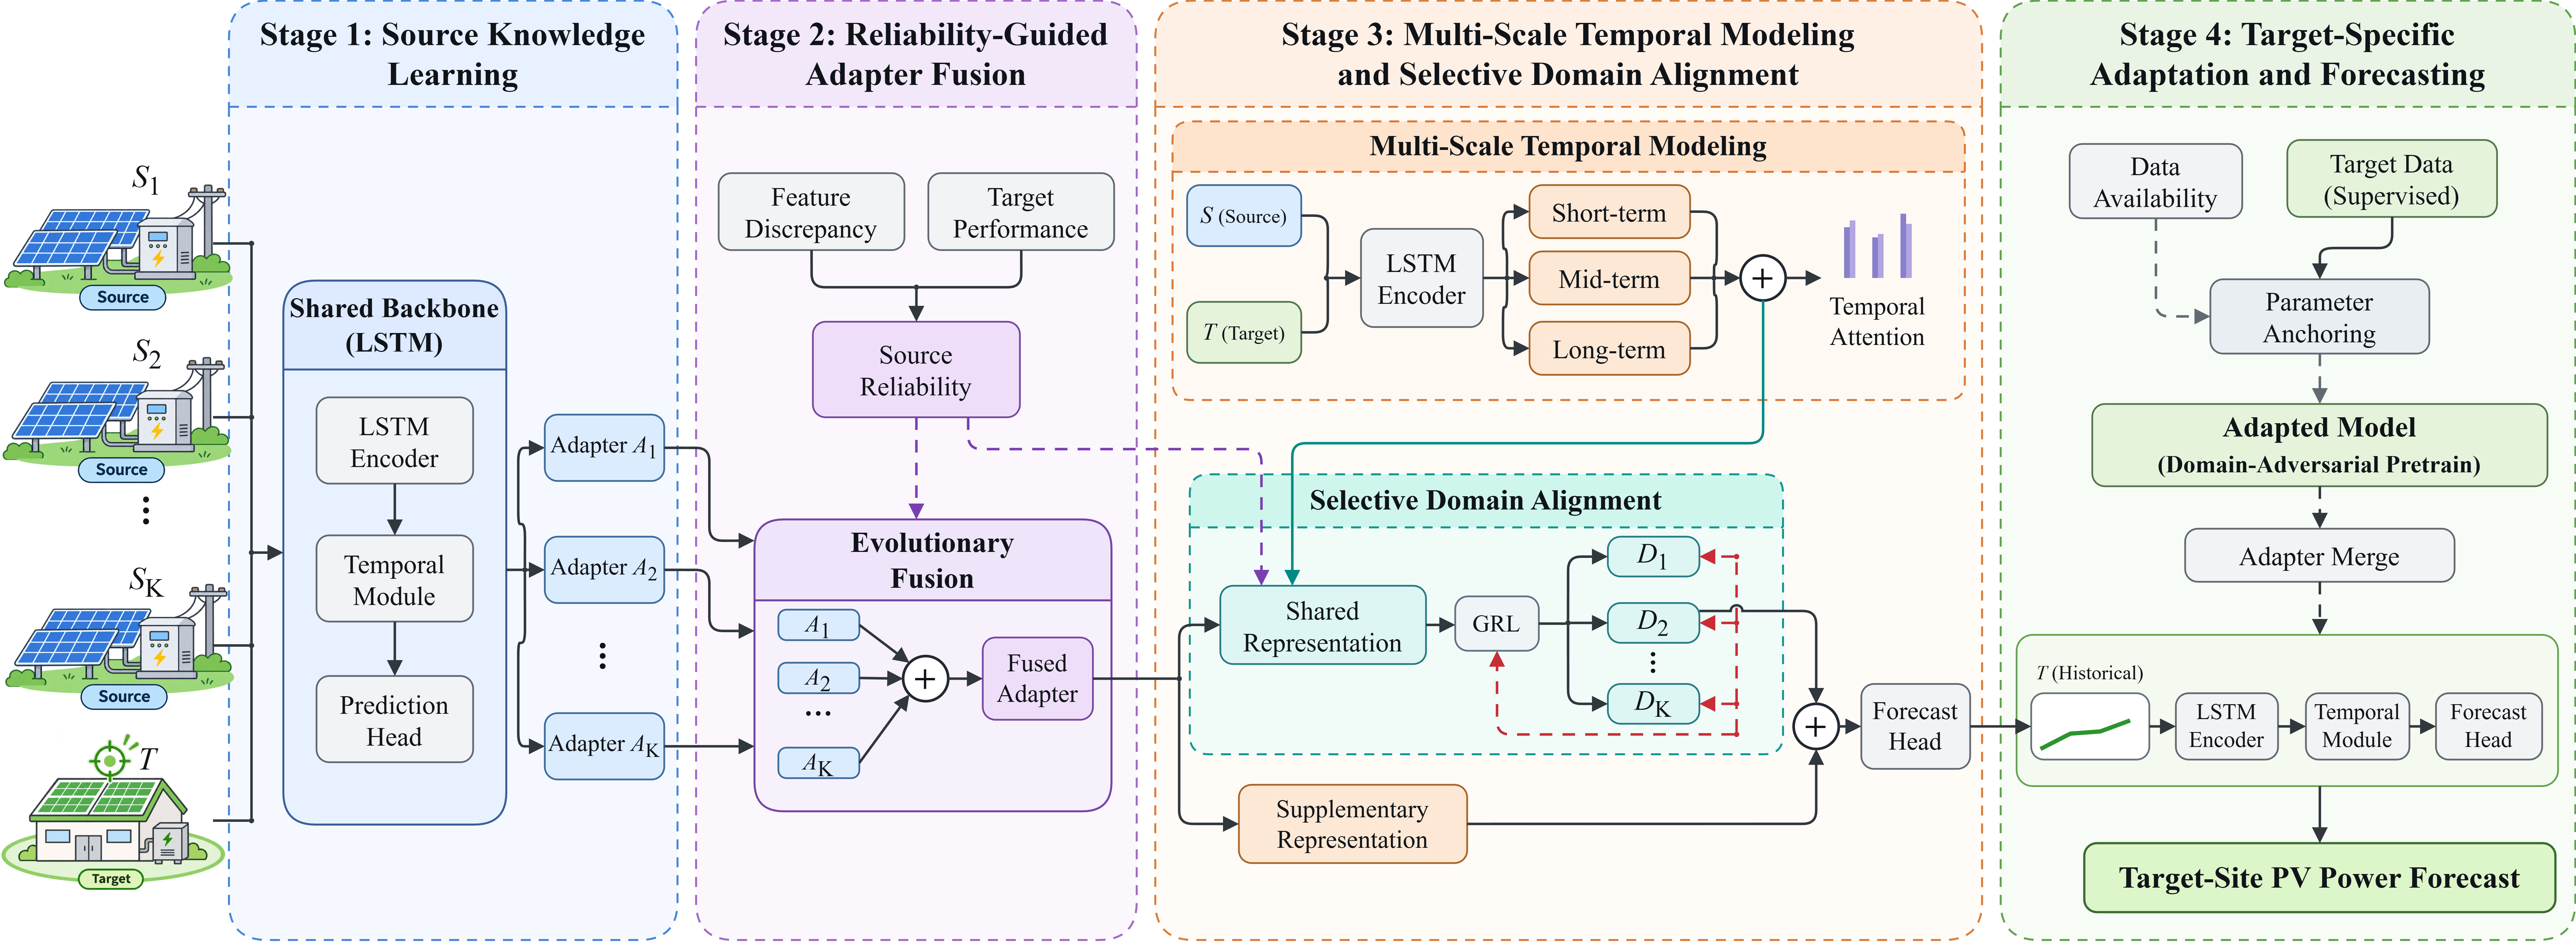 Stage 1: Source Knowledge
Learning
S1
Source
S2
Source
⋮
SK
Source
T
Target
Shared Backbone
(LSTM)
LSTM
Encoder
Temporal
Module
Prediction
Head
Adapter A1
Adapter A2
⋮
Adapter AK
Stage 2: Reliability-Guided
Adapter Fusion
Feature
Discrepancy
Target
Performance
Source
Reliability
Evolutionary
Fusion
A1
A2
...
AK
+
Fused
Adapter
Stage 3: Multi-Scale Temporal Modeling
and Selective Domain Alignment
Multi-Scale Temporal Modeling
S (Source)
T (Target)
LSTM
Encoder
Short-term
Mid-term
Long-term
+
Temporal
Attention
Selective Domain Alignment
Shared
Representation
GRL
D1
D2
⋮
DK
Supplementary
Representation
+
Forecast
Head
Stage 4: Target-Specific
Adaptation and Forecasting
Data
Availability
Target Data
(Supervised)
Parameter
Anchoring
Adapted Model
(Domain-Adversarial Pretrain)
Adapter Merge
T (Historical)
LSTM
Encoder
Temporal
Module
Forecast
Head
Target-Site PV Power Forecast